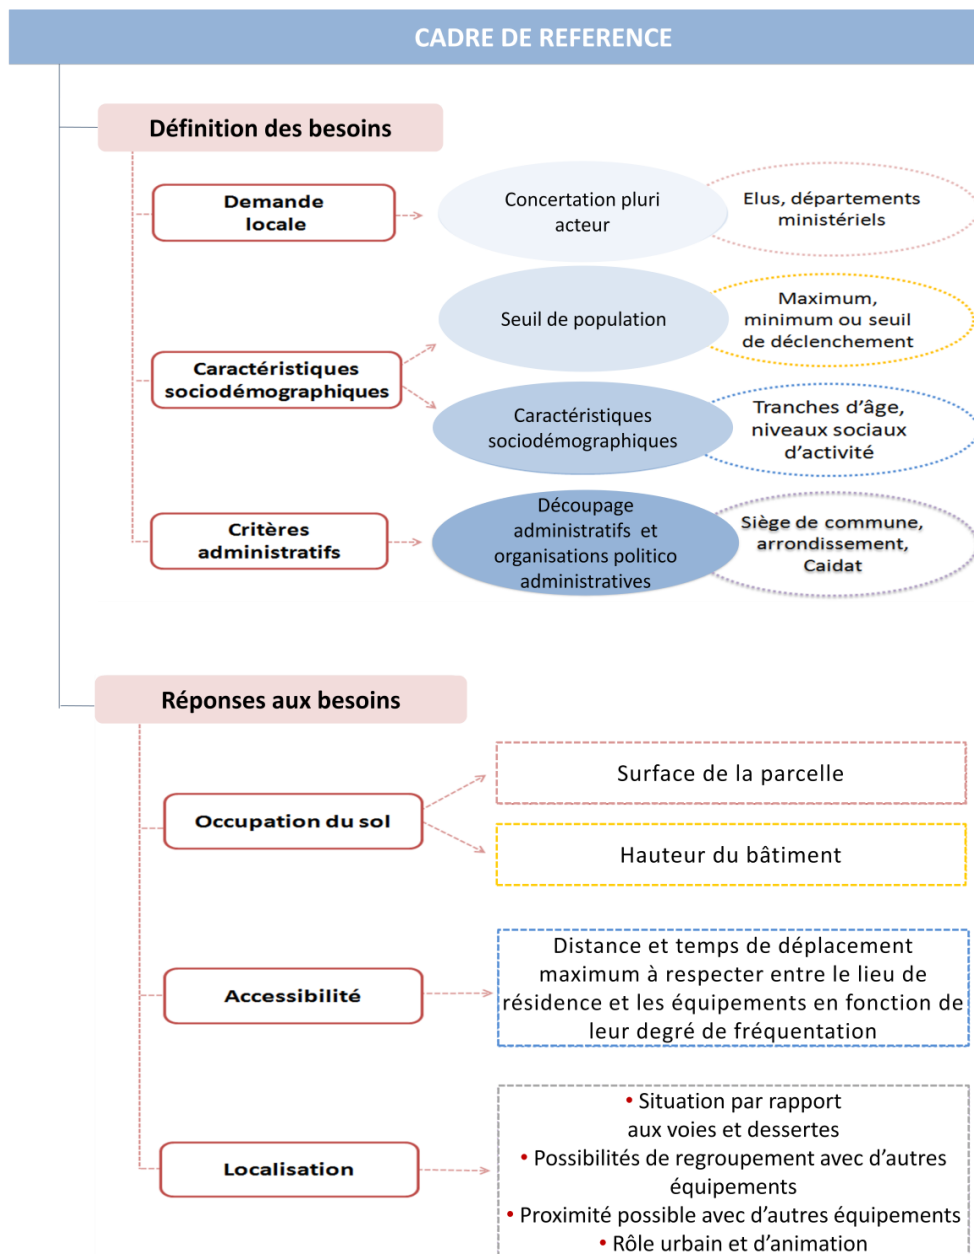 CADRE DE REFERENCE
Définition des besoins
Demande
locale
Concertation pluri
acteur
Elus, départements
ministériels
Seuil de population
Maximum,
minimum ou seuil
de déclenchement
Caractéristiques
sociodémographiques
Caractéristiques
sociodémographiques
Tranches d’âge,
niveaux sociaux
d’activité
Critères
administratifs
Découpage
administratifs et
organisations politico
administratives
Siège de commune,
arrondissement,
Caidat
Réponses aux besoins
Occupation du sol
Surface de la parcelle
Hauteur du bâtiment
Accessibilité
Distance et temps de déplacement
maximum à respecter entre le lieu de
résidence et les équipements en fonction de
leur degré de fréquentation
Localisation
• Situation par rapport
aux voies et dessertes
• Possibilités de regroupement avec d’autres
équipements
• Proximité possible avec d’autres équipements
• Rôle urbain et d’animation